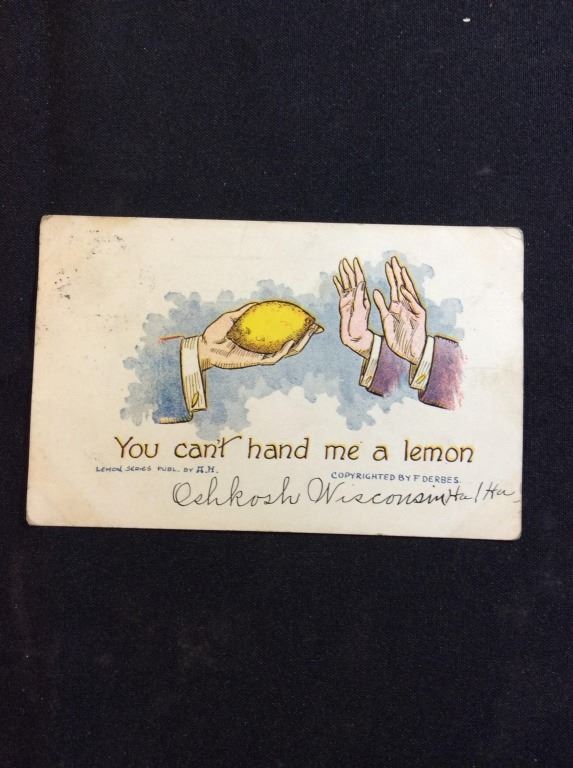 You can't hand me a lemon
LEMON SERIES PUBL. BY A.H.
COPYRIGHTED BY F DERBES.
Oshkosh Wisconsin Ha! Ha